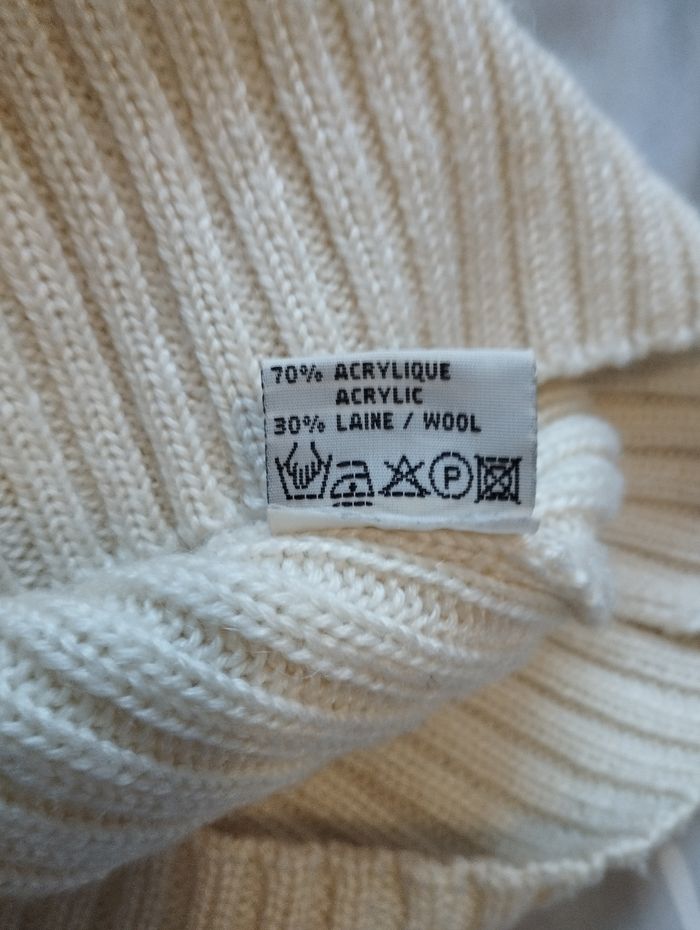 70% ACRYLIQUE
ACRYLIC
30% LAINE / WOOL
P